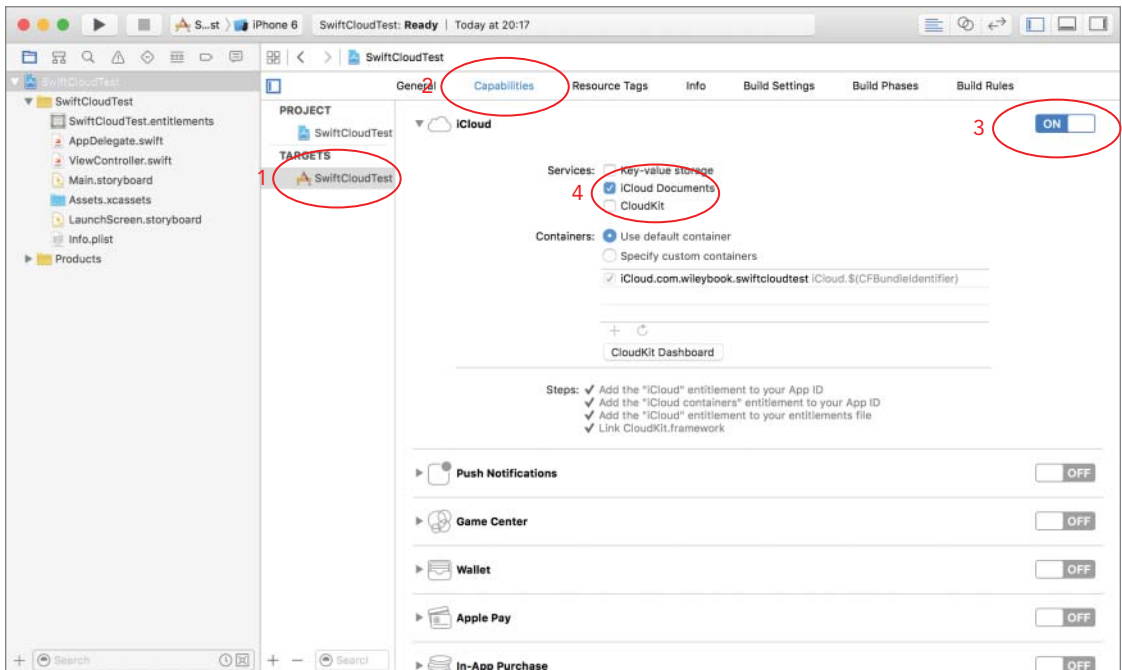 S...st
iPhone 6
SwiftCloudTest: Ready | Today at 20:17
SwiftCloudTest
SwiftCloudTest
SwiftCloudTest
SwiftCloudTest.entitlements
AppDelegate.swift
ViewController.swift
Main.storyboard
Assets.xcassets
LaunchScreen.storyboard
Info.plist
Products
General
2
Capabilities
Resource Tags
Info
Build Settings
Build Phases
Build Rules
PROJECT
SwiftCloudTest
TARGETS
1
SwiftCloudTest
iCloud
3
ON
Services:
Key-value storage
4
iCloud Documents
CloudKit
Containers:
Use default container
Specify custom containers
iCloud.com.wileybook.swiftcloudtest iCloud.$(CFBundleIdentifier)
CloudKit Dashboard
Steps: ✔ Add the "iCloud" entitlement to your App ID
✔ Add the "iCloud containers" entitlement to your App ID
✔ Add the "iCloud" entitlement to your entitlements file
✔ Link CloudKit.framework
Push Notifications
OFF
Game Center
OFF
Wallet
OFF
Apple Pay
OFF
In-App Purchase
OFF
Search
Searcl